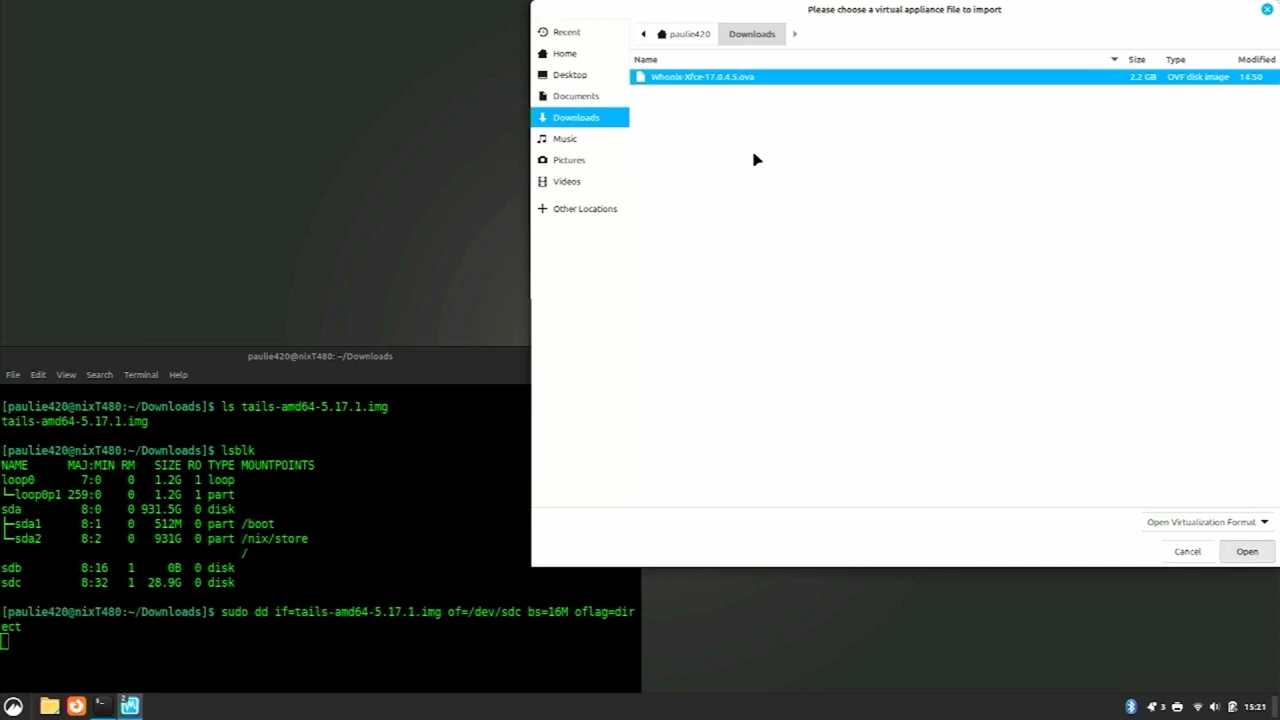 Please choose a virtual appliance file to import
Recent
Home
Desktop
Documents
Downloads
Music
Pictures
Videos
Other Locations
paulie420 Downloads
Name Size Type Modified
Whonix-Xfce-17.0.4.5.ova 2.2 GB OVF disk image 14:50
Open Virtualization Format
Cancel Open
paulie420@nixT480: ~/Downloads
File Edit View Search Terminal Help
[paulie420@nixT480:~/Downloads]$ ls tails-amd64-5.17.1.img
tails-amd64-5.17.1.img
[paulie420@nixT480:~/Downloads]$ lsblk
NAME MAJ:MIN RM SIZE RO TYPE MOUNTPOINTS
loop0 7:0 0 1.2G 1 loop
└─loop0p1 259:0 0 1.2G 1 part
sda 8:0 0 931.5G 0 disk
├─sda1 8:1 0 512M 0 part /boot
└─sda2 8:2 0 931G 0 part /nix/store
/
sdb 8:16 1 0B 0 disk
sdc 8:32 1 28.9G 0 disk
[paulie420@nixT480:~/Downloads]$ sudo dd if=tails-amd64-5.17.1.img of=/dev/sdc bs=16M oflag=dir
ect
2
3
15:21